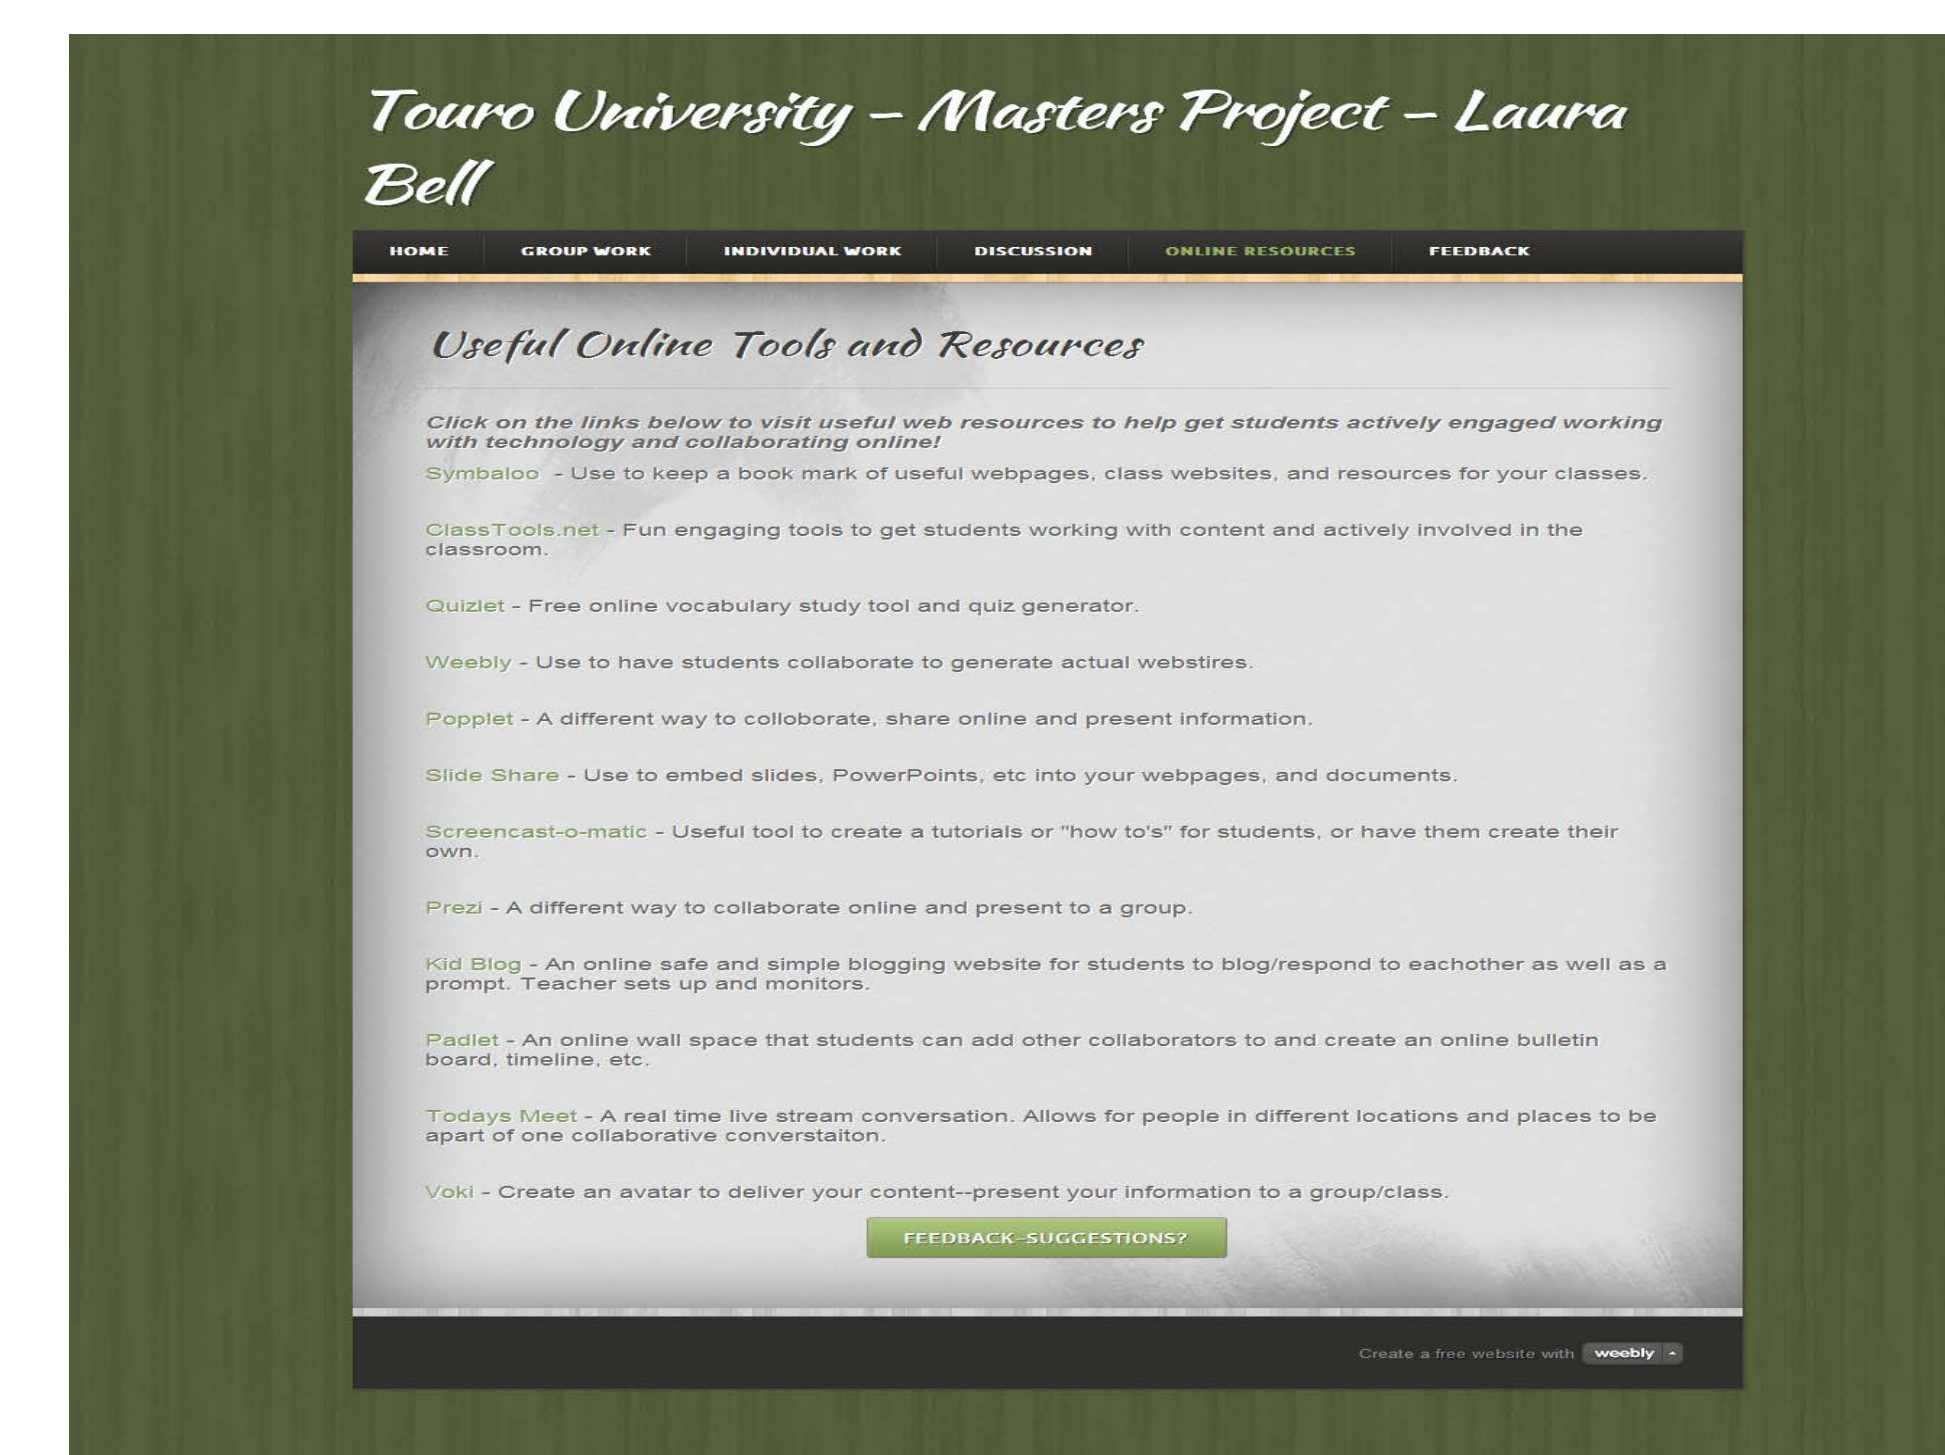 Touro University - Masters Project - Laura
Bell
HOME GROUP WORK INDIVIDUAL WORK DISCUSSION ONLINE RESOURCES FEEDBACK
Useful Online Tools and Resources
Click on the links below to visit useful web resources to help get students actively engaged working
with technology and collaborating online!
Symbaloo - Use to keep a book mark of useful webpages, class websites, and resources for your classes.
ClassTools.net - Fun engaging tools to get students working with content and actively involved in the
classroom.
Quizlet - Free online vocabulary study tool and quiz generator.
Weebly - Use to have students collaborate to generate actual webstires.
Popplet - A different way to colloborate, share online and present information.
Slide Share - Use to embed slides, PowerPoints, etc into your webpages, and documents.
Screencast-o-matic - Useful tool to create a tutorials or "how to's" for students, or have them create their
own.
Prezi - A different way to collaborate online and present to a group.
Kid Blog - An online safe and simple blogging website for students to blog/respond to eachother as well as a
prompt. Teacher sets up and monitors.
Padlet - An online wall space that students can add other collaborators to and create an online bulletin
board, timeline, etc.
Todays Meet - A real time live stream conversation. Allows for people in different locations and places to be
apart of one collaborative converstaiton.
Voki - Create an avatar to deliver your content--present your information to a group/class.
FEEDBACK-SUGGESTIONS?
Create a free website with weebly